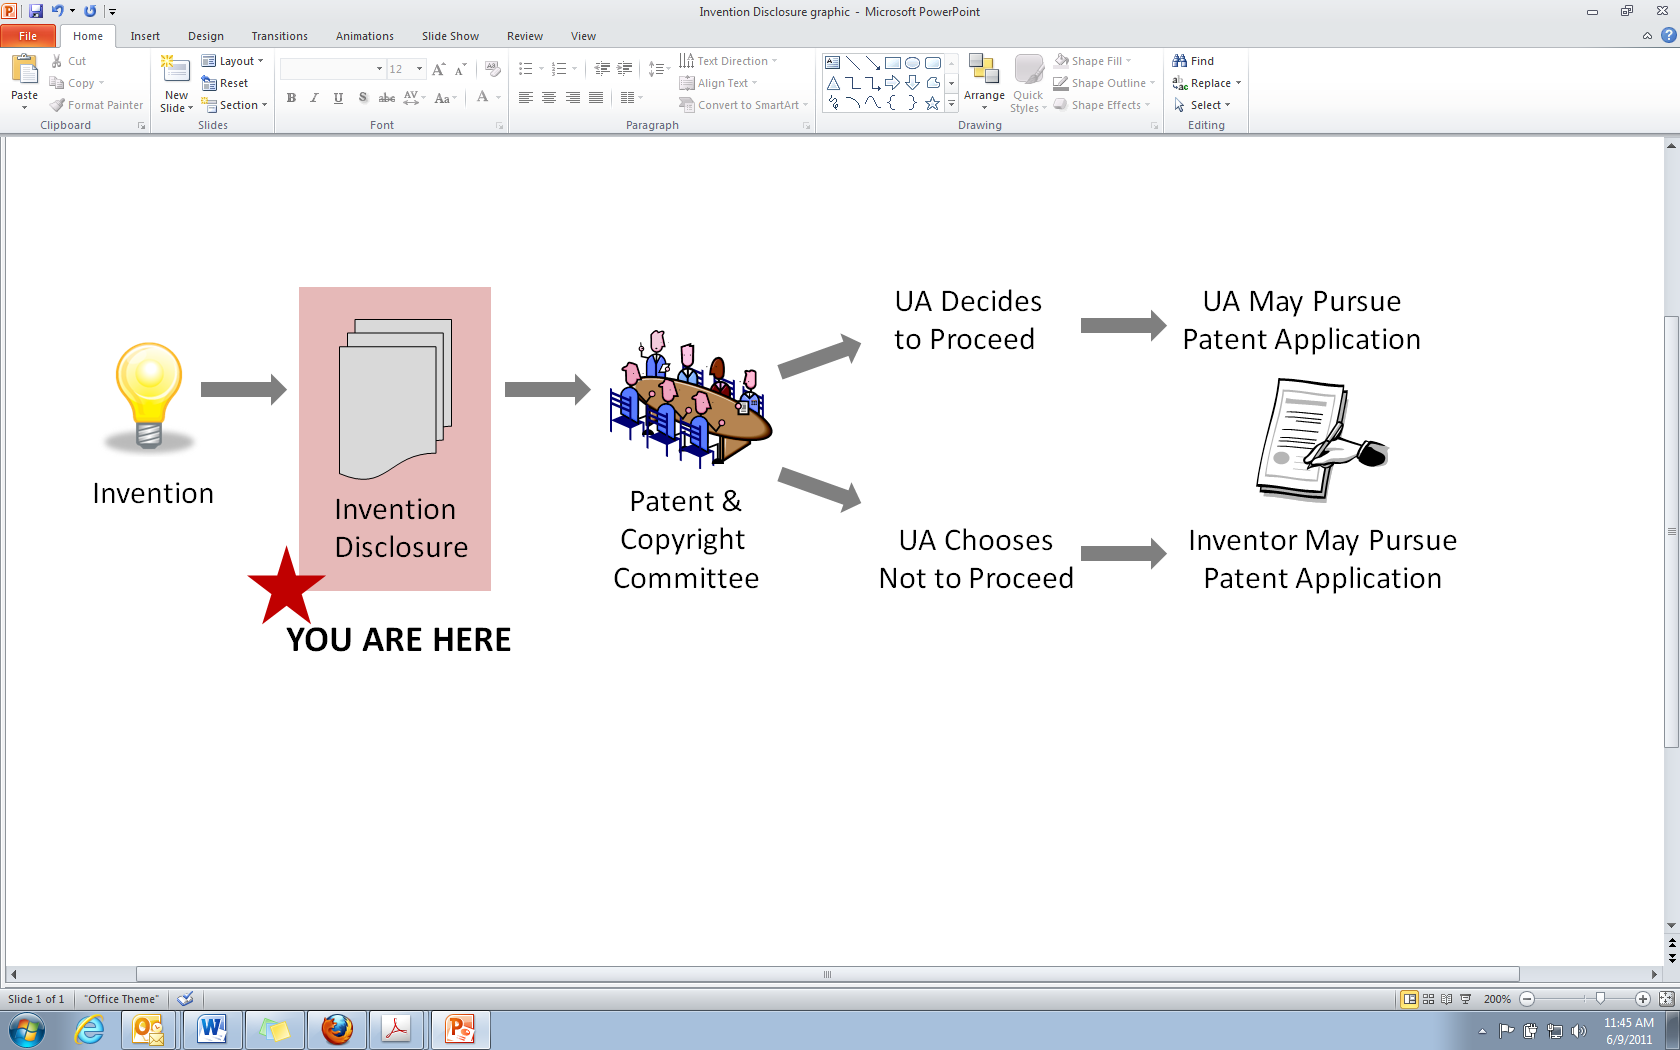 Invention Disclosure graphic - Microsoft PowerPoint
File Home Insert Design Transitions Animations Slide Show Review View
Paste
Cut
Copy
Format Painter
Clipboard
New
Slide
Layout
Reset
Section
Slides
12
B I U S abc AV Aa A
Font
Text Direction
Align Text
Convert to SmartArt
Paragraph
Arrange
Quick
Styles
Shape Fill
Shape Outline
Shape Effects
Drawing
Find
Replace
Select
Editing
Invention
Invention
Disclosure
YOU ARE HERE
Patent &
Copyright
Committee
UA Decides
to Proceed
UA May Pursue
Patent Application
UA Chooses
Not to Proceed
Inventor May Pursue
Patent Application
Slide 1 of 1 "Office Theme" 200%
11:45 AM
6/9/2011